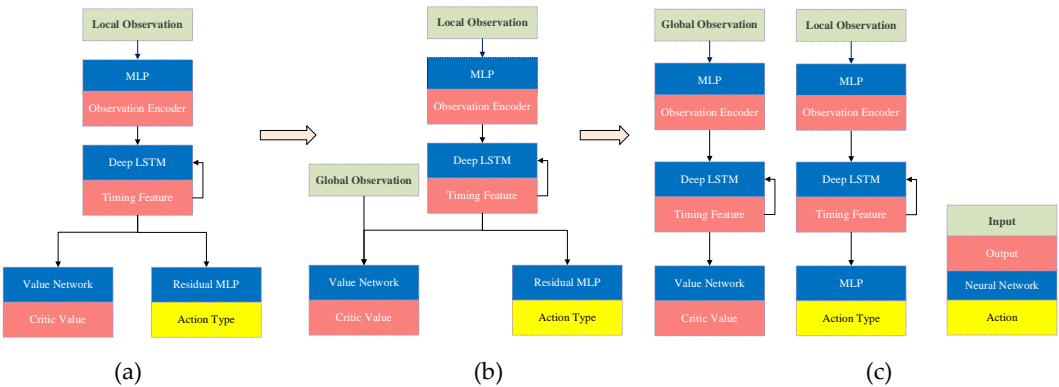 Local Observation
MLP
Observation Encoder
Deep LSTM
Timing Feature
Value Network
Critic Value
Residual MLP
Action Type
(a)
Local Observation
MLP
Observation Encoder
Global Observation
Deep LSTM
Timing Feature
Value Network
Critic Value
Residual MLP
Action Type
(b)
Global Observation
MLP
Observation Encoder
Deep LSTM
Timing Feature
Value Network
Critic Value
Local Observation
MLP
Observation Encoder
Deep LSTM
Timing Feature
MLP
Action Type
(c)
Input
Output
Neural Network
Action